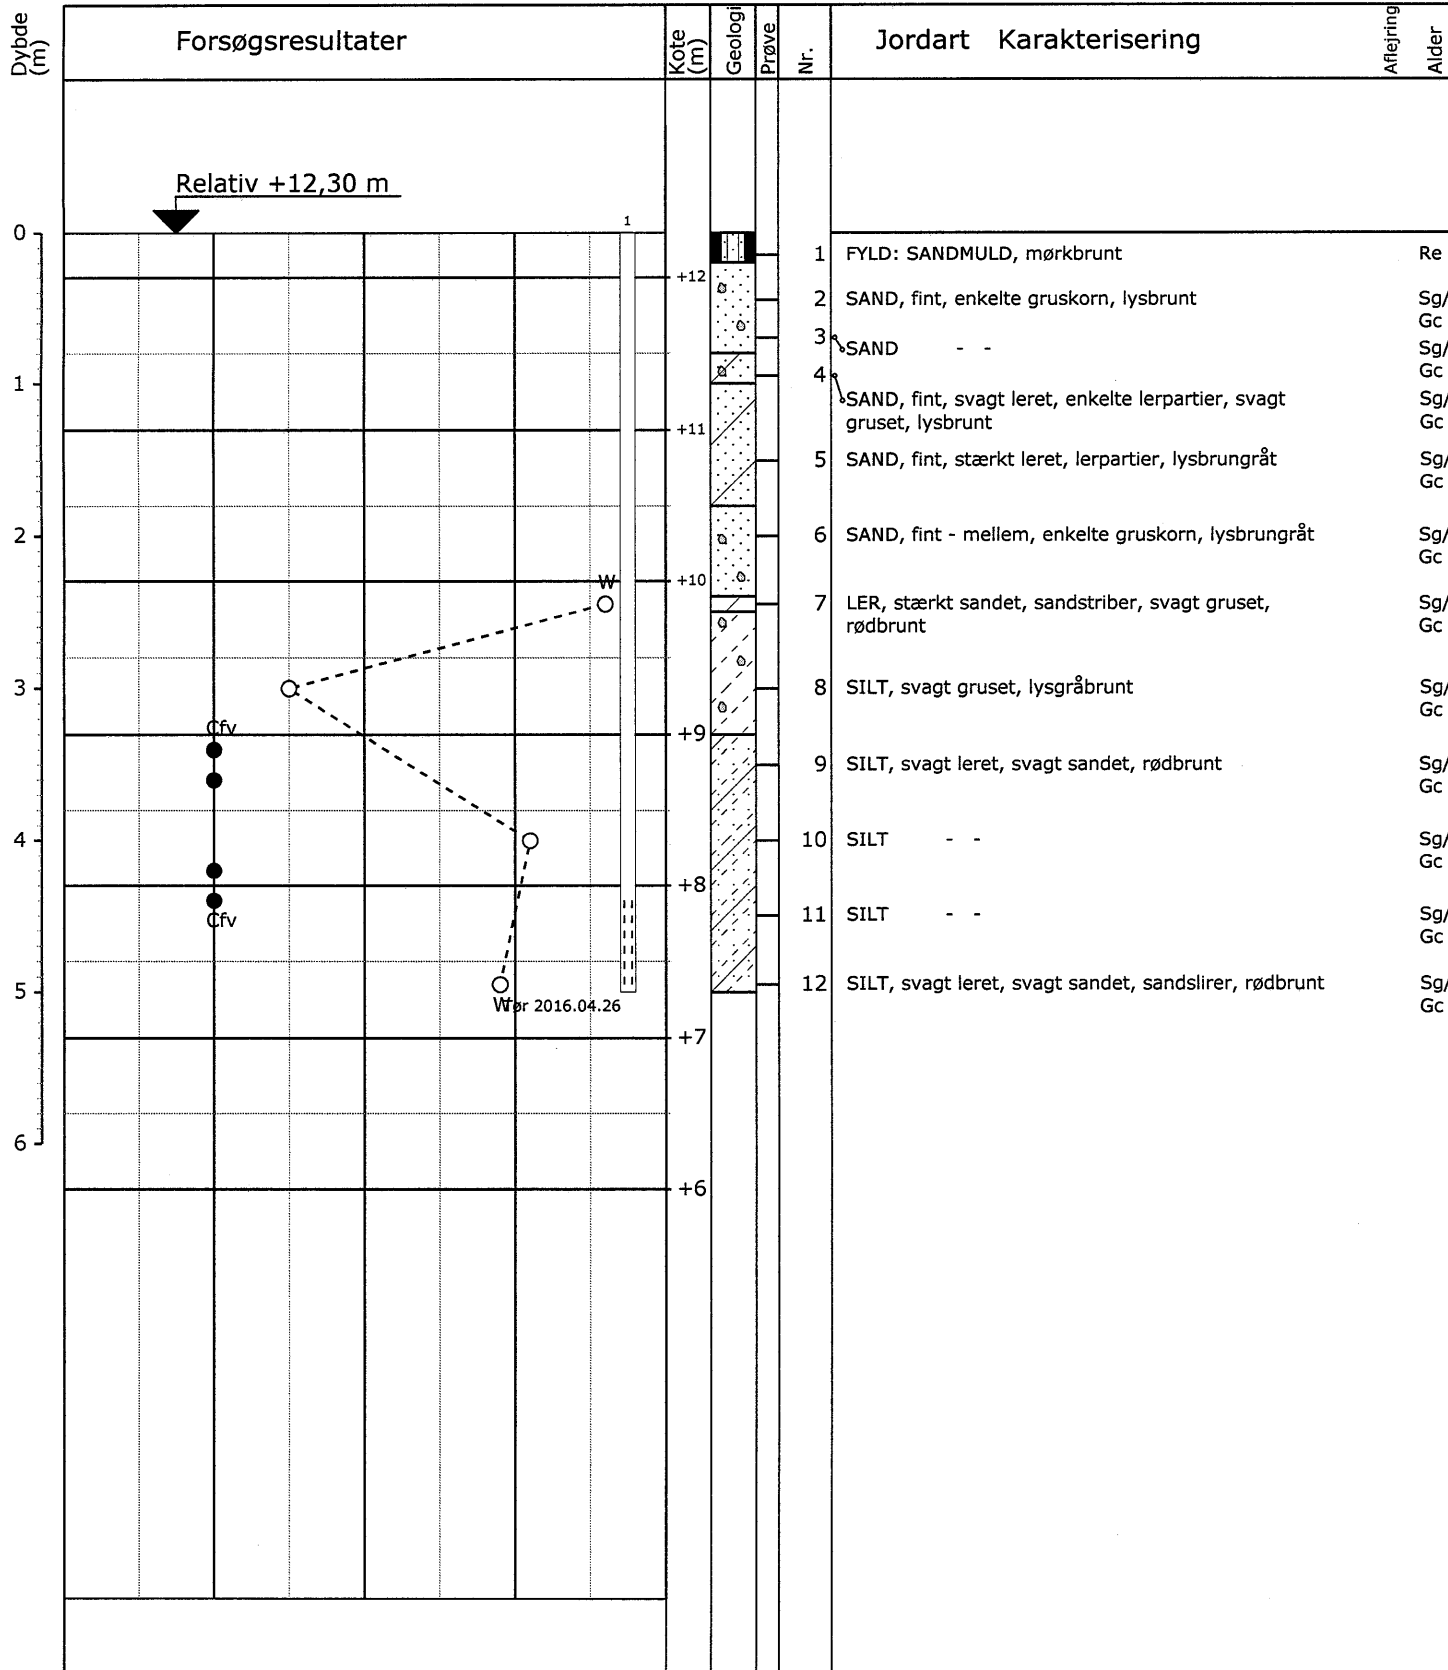 Dybde
(m)
Forsøgsresultater
Kote
(m)
Geologi
Prøve
Nr.
Jordart Karakterisering
Aflejring
Alder
Relativ +12,30 m
1
0
1
2
3
4
5
6
+12
+11
+10
+9
+8
+7
+6
W
Cfv
Cfv
W
Tør 2016.04.26
1 FYLD: SANDMULD, mørkbrunt Re
2 SAND, fint, enkelte gruskorn, lysbrunt Sg/
Gc
3 SAND - - Sg/
Gc
4 SAND, fint, svagt leret, enkelte lerpartier, svagt Sg/
gruset, lysbrunt Gc
5 SAND, fint, stærkt leret, lerpartier, lysbrungråt Sg/
Gc
6 SAND, fint - mellem, enkelte gruskorn, lysbrungråt Sg/
Gc
7 LER, stærkt sandet, sandstriber, svagt gruset, Sg/
rødbrunt Gc
8 SILT, svagt gruset, lysgråbrunt Sg/
Gc
9 SILT, svagt leret, svagt sandet, rødbrunt Sg/
Gc
10 SILT - - Sg/
Gc
11 SILT - - Sg/
Gc
12 SILT, svagt leret, svagt sandet, sandslirer, rødbrunt Sg/
Gc